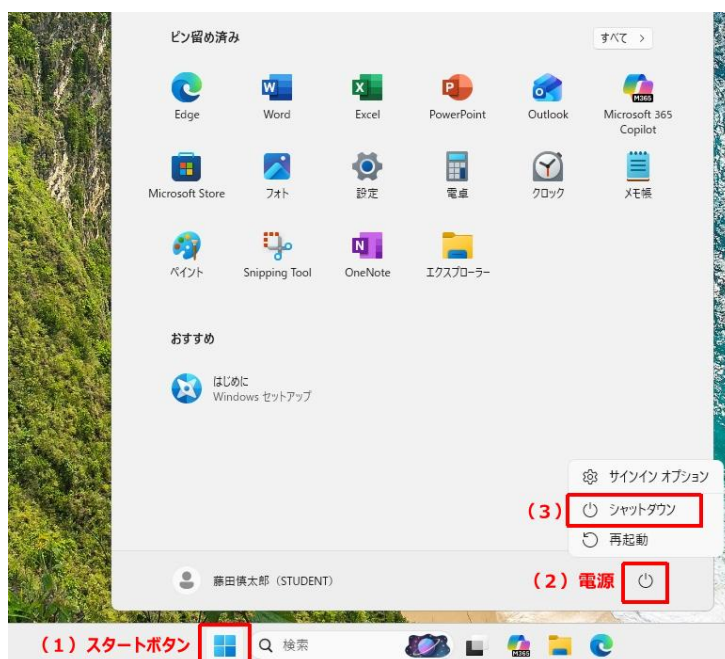 ピン留め済み
すべて >
Edge
Word
Excel
PowerPoint
Outlook
Microsoft 365
Copilot
M365
Microsoft Store
フォト
設定
電卓
クロック
メモ帳
ペイント
Snipping Tool
OneNote
エクスプローラー
おすすめ
はじめに
Windows セットアップ
サインイン オプション
（3） シャットダウン
再起動
藤田慎太郎（STUDENT）
（2）電源
（1）スタートボタン
検索
M365